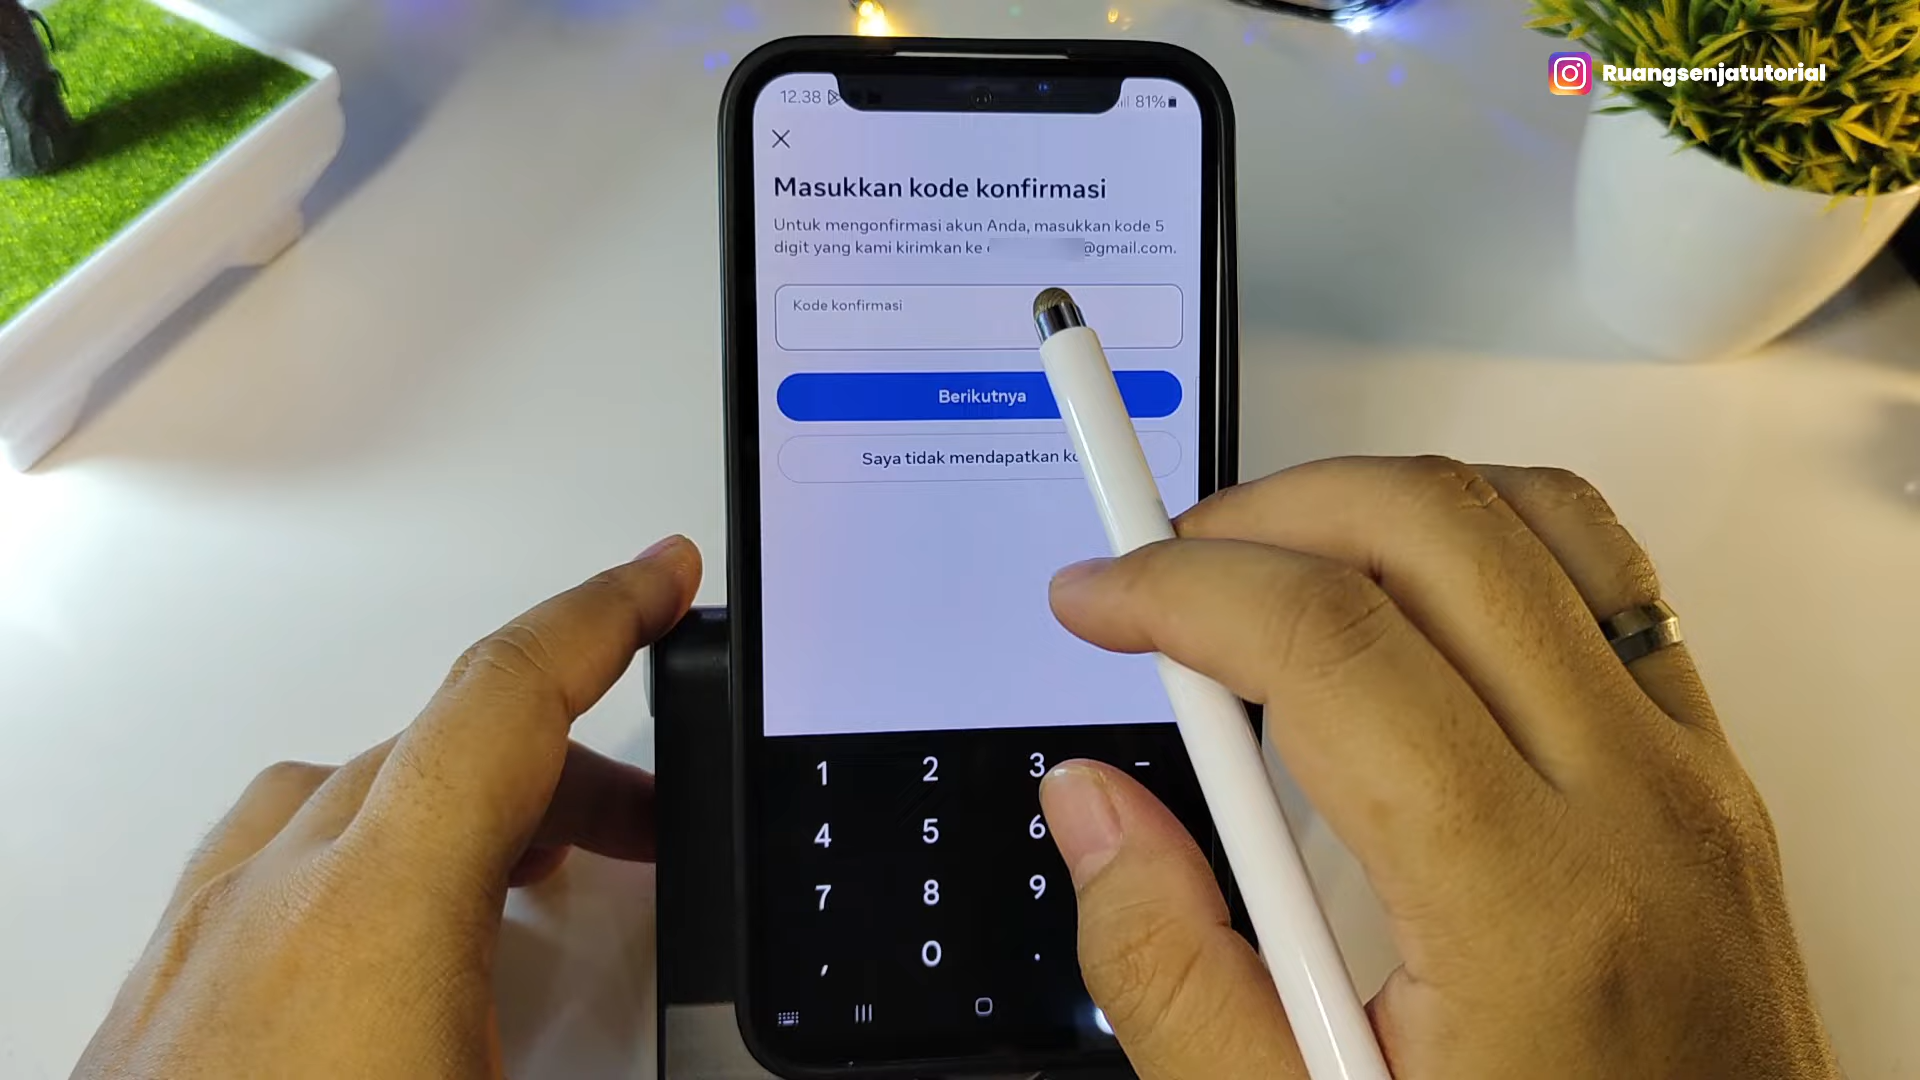 Ruangsenjatutorial
12.38
81%
Masukkan kode konfirmasi
Untuk mengonfirmasi akun Anda, masukkan kode 5
digit yang kami kirimkan ke @gmail.com.
Kode konfirmasi
Berikutnya
Saya tidak mendapatkan
1 2 3 -
4 5 6
7 8 9
, 0 .